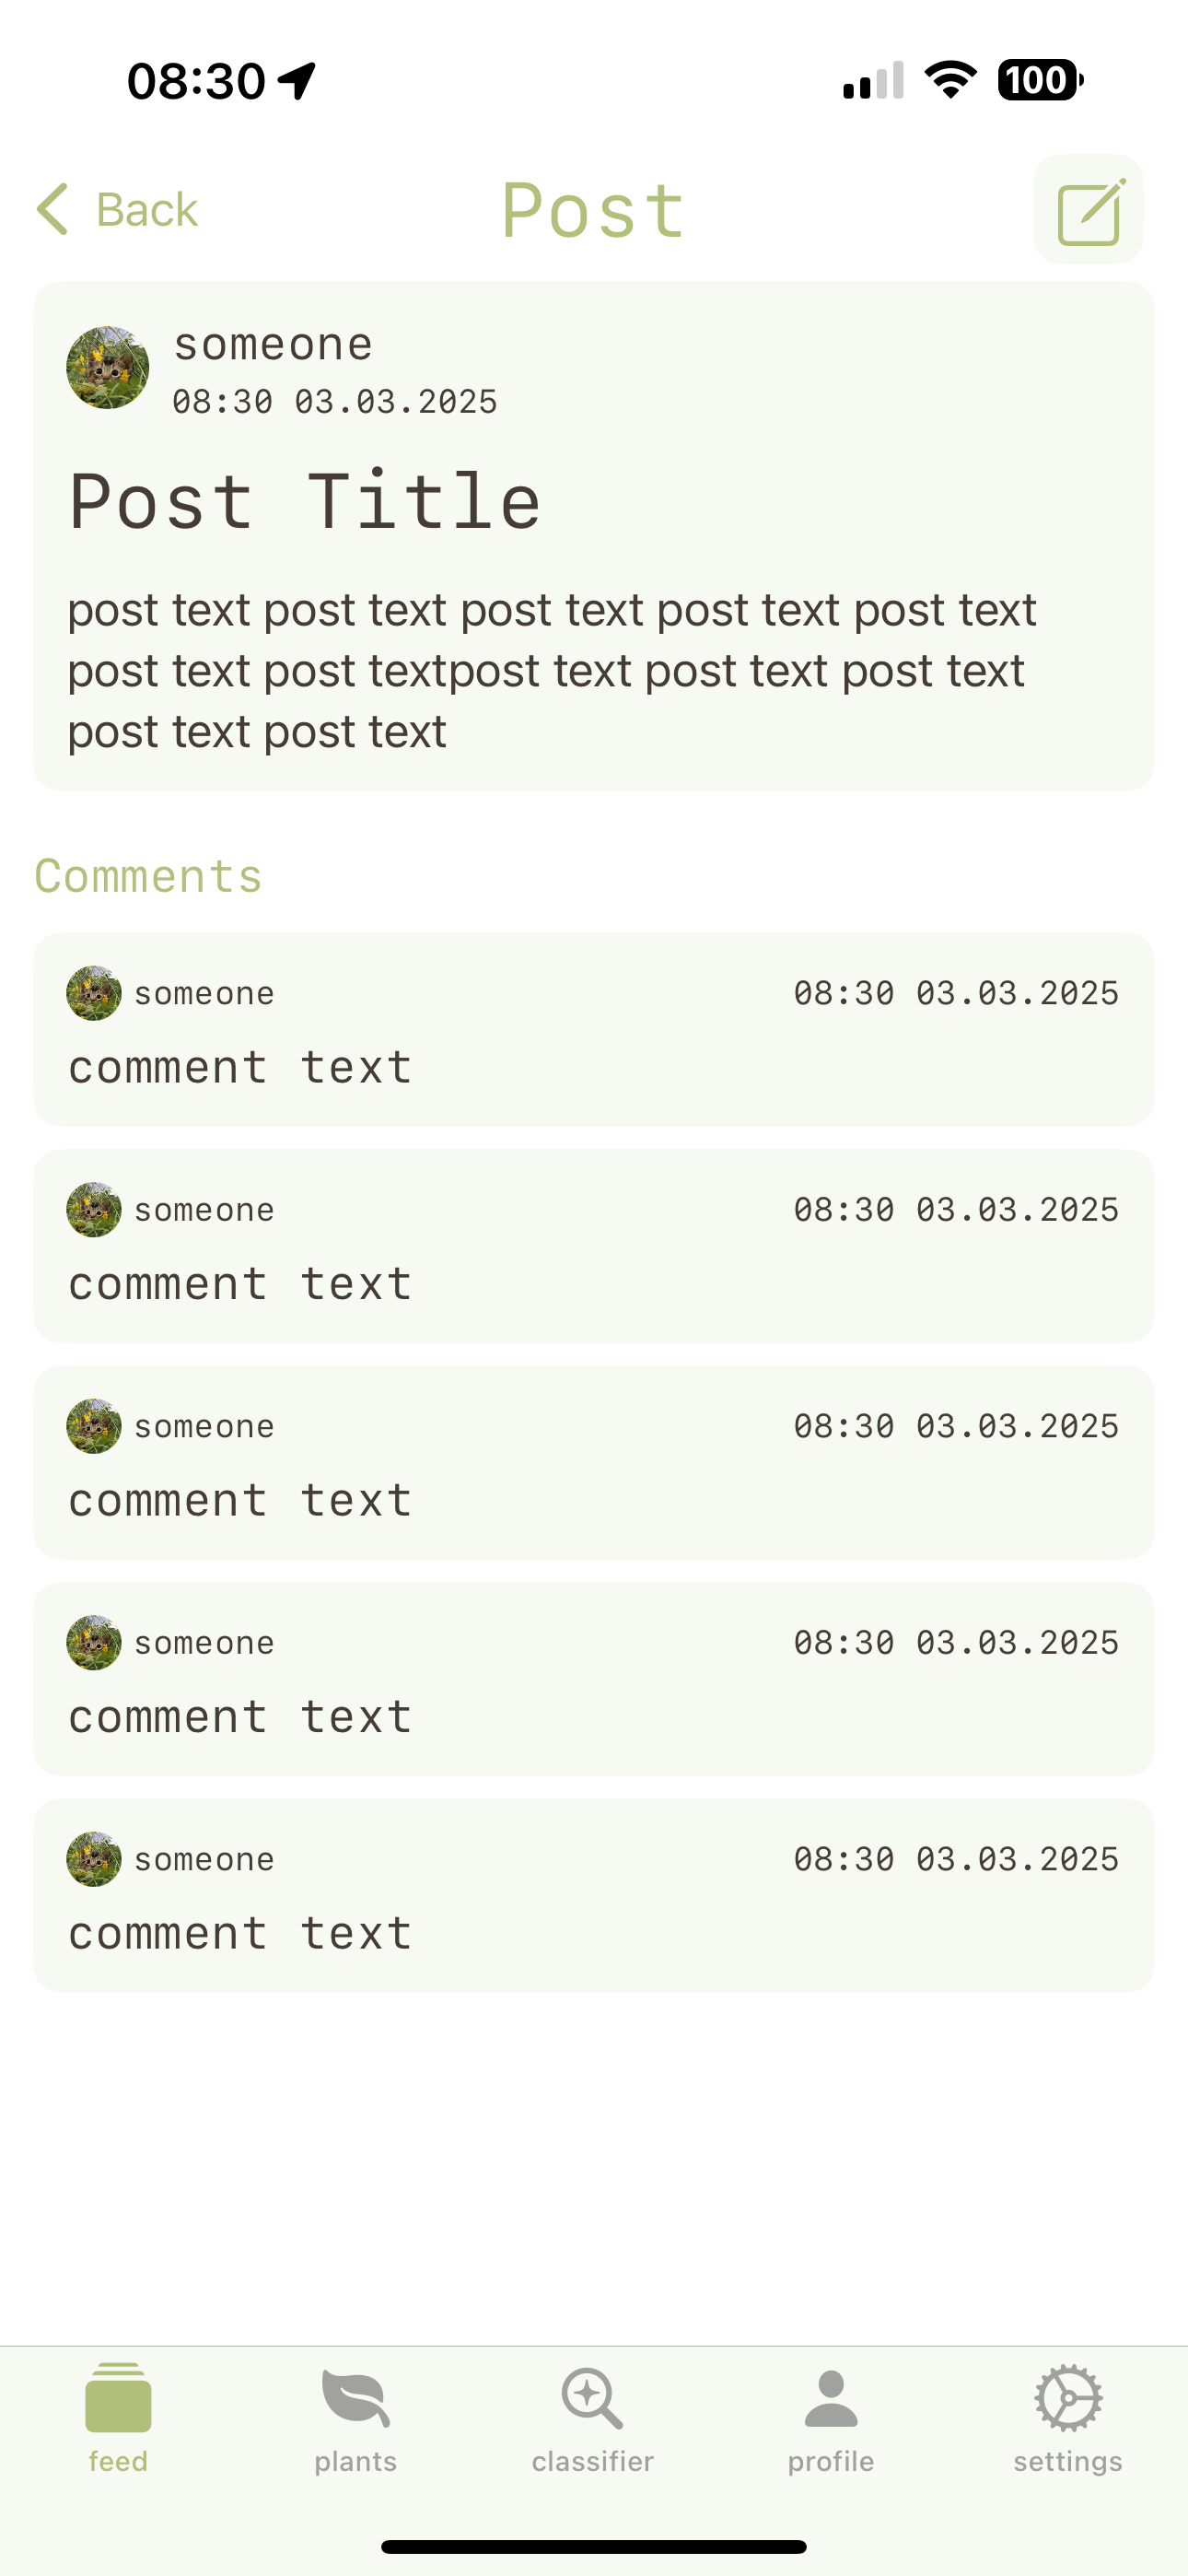 08:30
100
Back
Post
someone
08:30 03.03.2025
Post Title
post text post text post text post text post text
post text post textpost text post text post text
post text post text
Comments
someone 08:30 03.03.2025
comment text
someone 08:30 03.03.2025
comment text
someone 08:30 03.03.2025
comment text
someone 08:30 03.03.2025
comment text
someone 08:30 03.03.2025
comment text
feed plants classifier profile settings